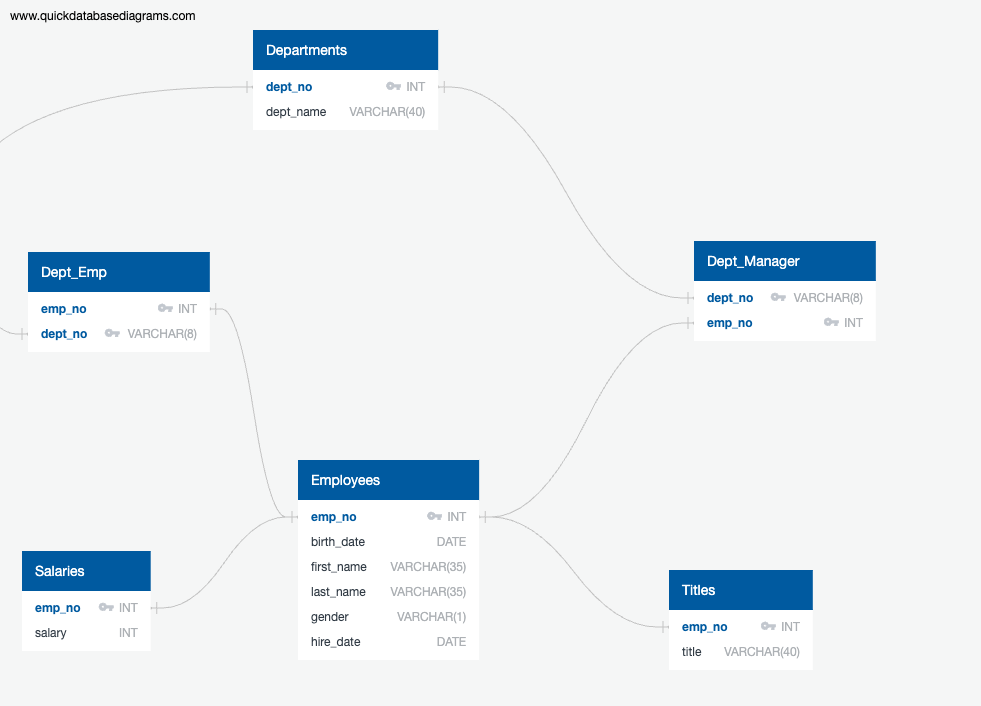 www.quickdatabasediagrams.com
Departments
dept_no INT
dept_name VARCHAR(40)
Dept_Manager
dept_no VARCHAR(8)
emp_no INT
Dept_Emp
emp_no INT
dept_no VARCHAR(8)
Employees
emp_no INT
birth_date DATE
first_name VARCHAR(35)
last_name VARCHAR(35)
gender VARCHAR(1)
hire_date DATE
Salaries
emp_no INT
salary INT
Titles
emp_no INT
title VARCHAR(40)